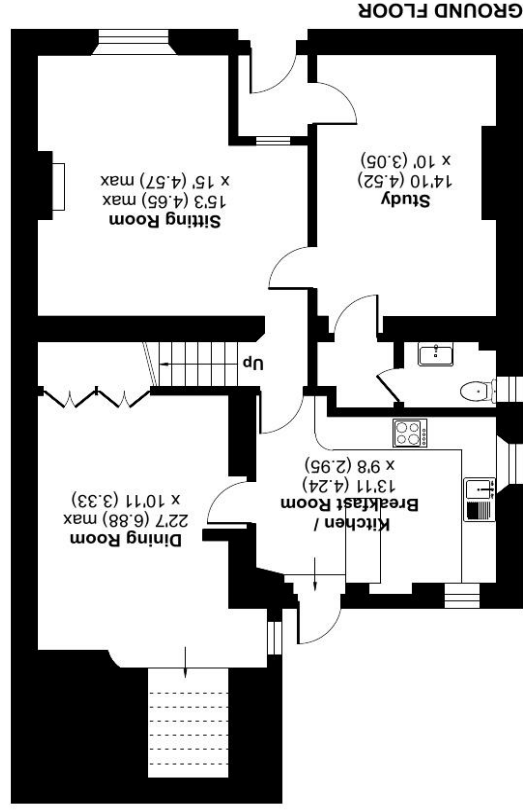 GROUND FLOOR
Sitting Room
15'3 (4.65) max
x 15' (4.57) max
Study
14'10 (4.52)
x 10' (3.05)
Up
Kitchen /
Breakfast Room
13'11 (4.24)
x 9'8 (2.95)
Dining Room
22'7 (6.88) max
x 10'11 (3.33)